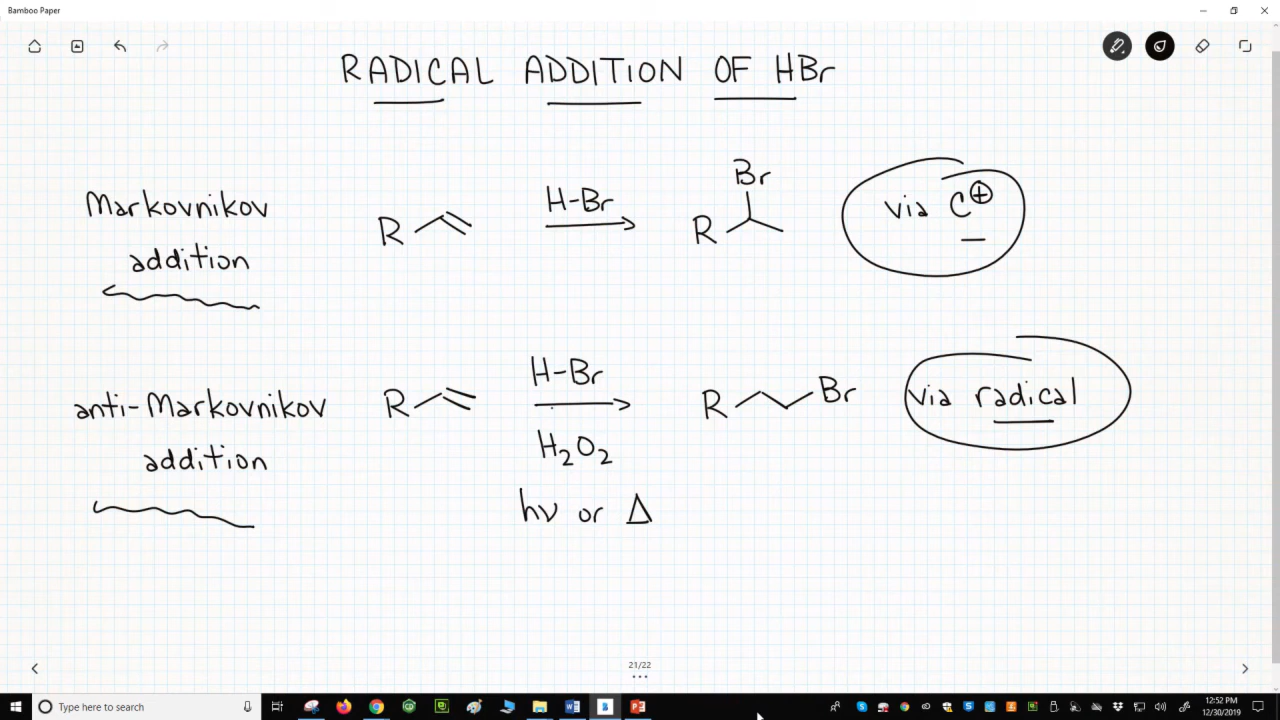 Bamboo Paper
RADICAL ADDITION OF HBr
Markovnikov
addition
R
H-Br
Br
R
via C⊕
anti-Markovnikov
addition
R
H-Br
H₂O₂
hν or Δ
R
Br
via radical
21/22
Type here to search
12:52 PM
12/30/2019